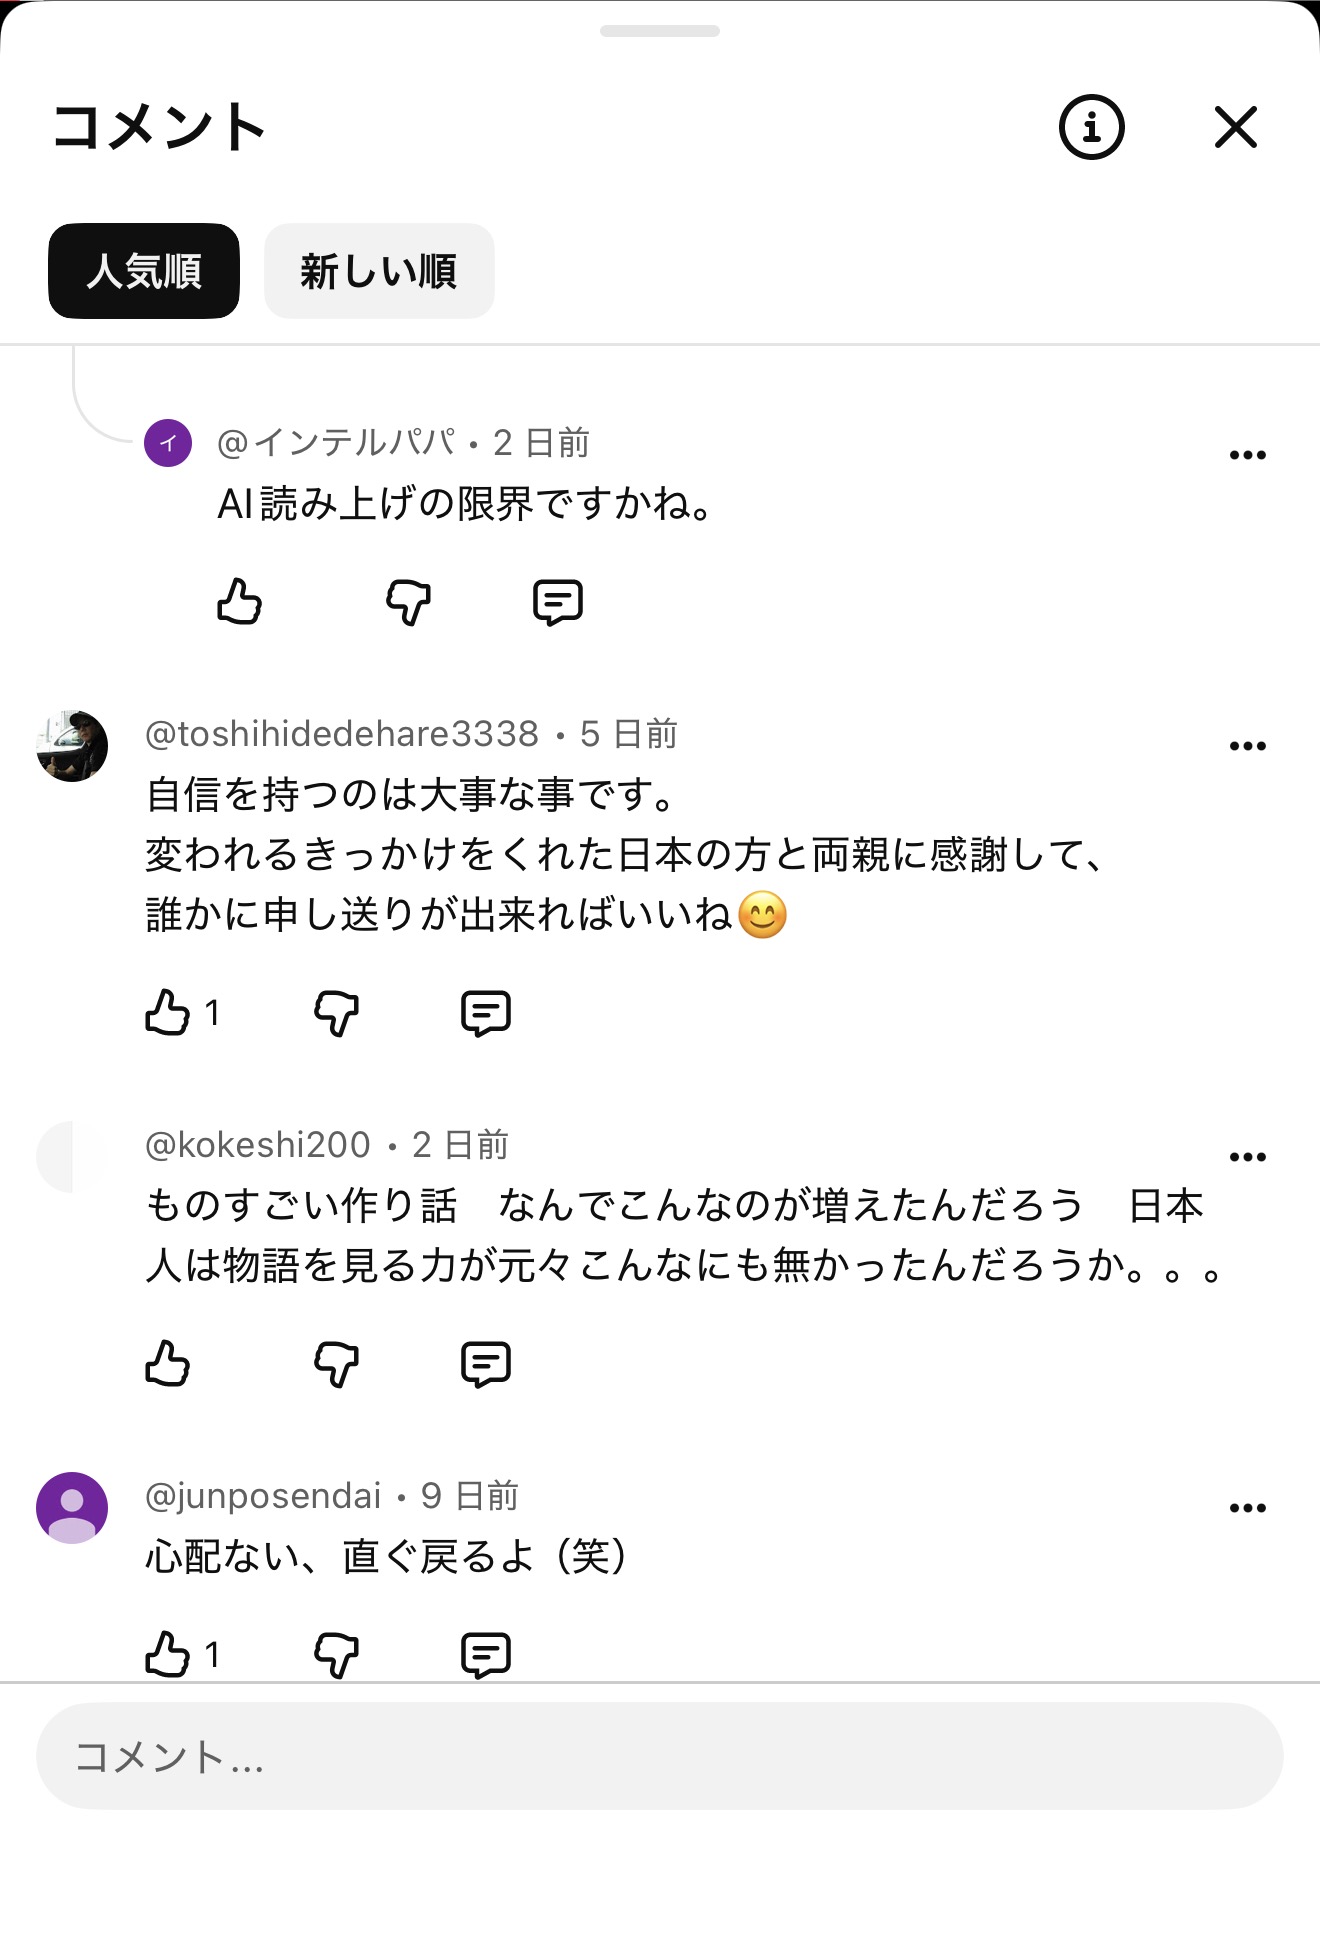 コメント
人気順
新しい順
イ
@インテルパパ・2 日前
AI読み上げの限界ですかね。
@toshihidedehare3338・5 日前
自信を持つのは大事な事です。
変われるきっかけをくれた日本の方と両親に感謝して、
誰かに申し送りが出来ればいいね😊
1
@kokeshi200・2 日前
ものすごい作り話　なんでこんなのが増えたんだろう　日本
人は物語を見る力が元々こんなにも無かったんだろうか。。。
@junposendai・9 日前
心配ない、直ぐ戻るよ（笑）
1
コメント...